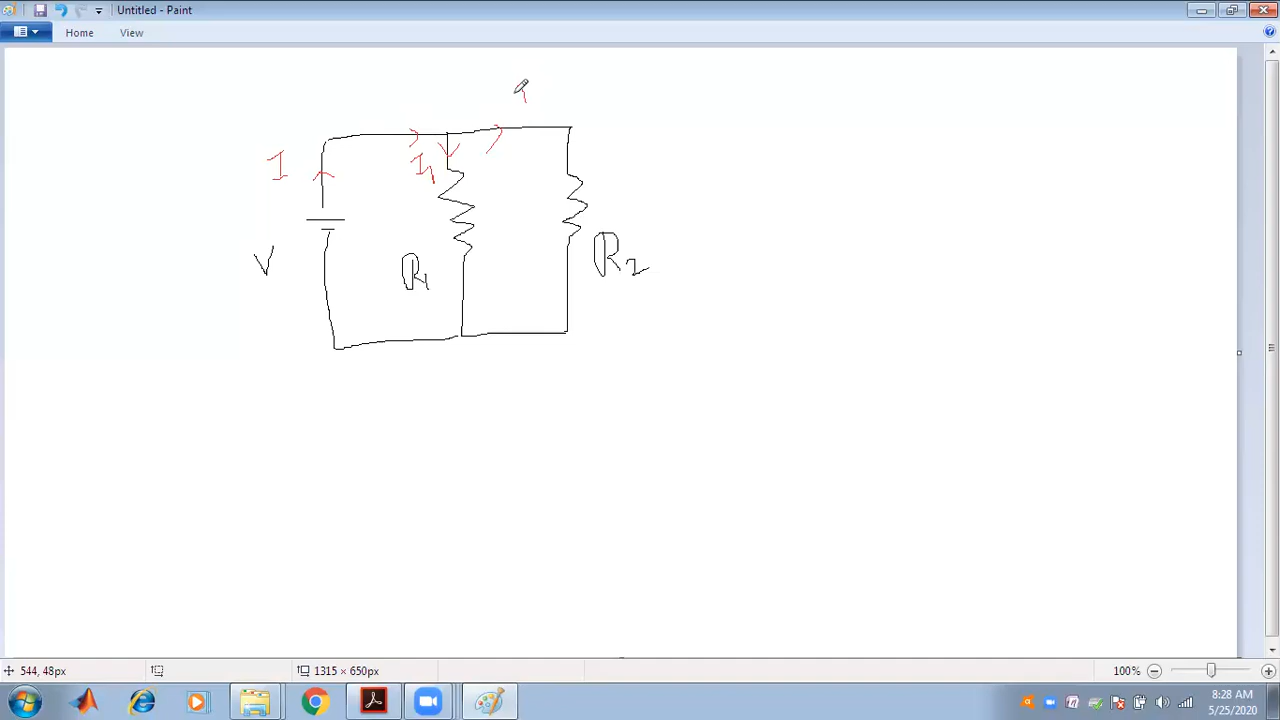 Untitled - Paint
Home View
I
I1
V
R1
R2
544, 48px
1315 × 650px
100%
8:28 AM
5/25/2020